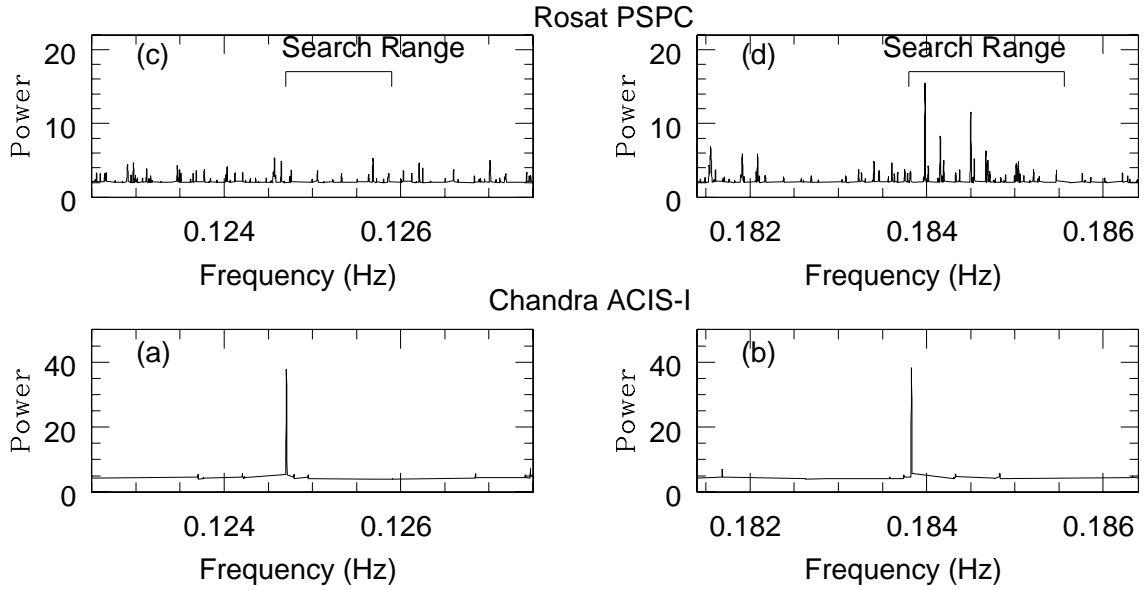 Rosat PSPC
(c)
Search Range
Power
20
10
0
0.124
0.126
Frequency (Hz)
(d)
Search Range
Power
20
10
0
0.182
0.184
0.186
Frequency (Hz)
Chandra ACIS-I
(a)
Power
40
20
0
0.124
0.126
Frequency (Hz)
(b)
Power
40
20
0
0.182
0.184
0.186
Frequency (Hz)